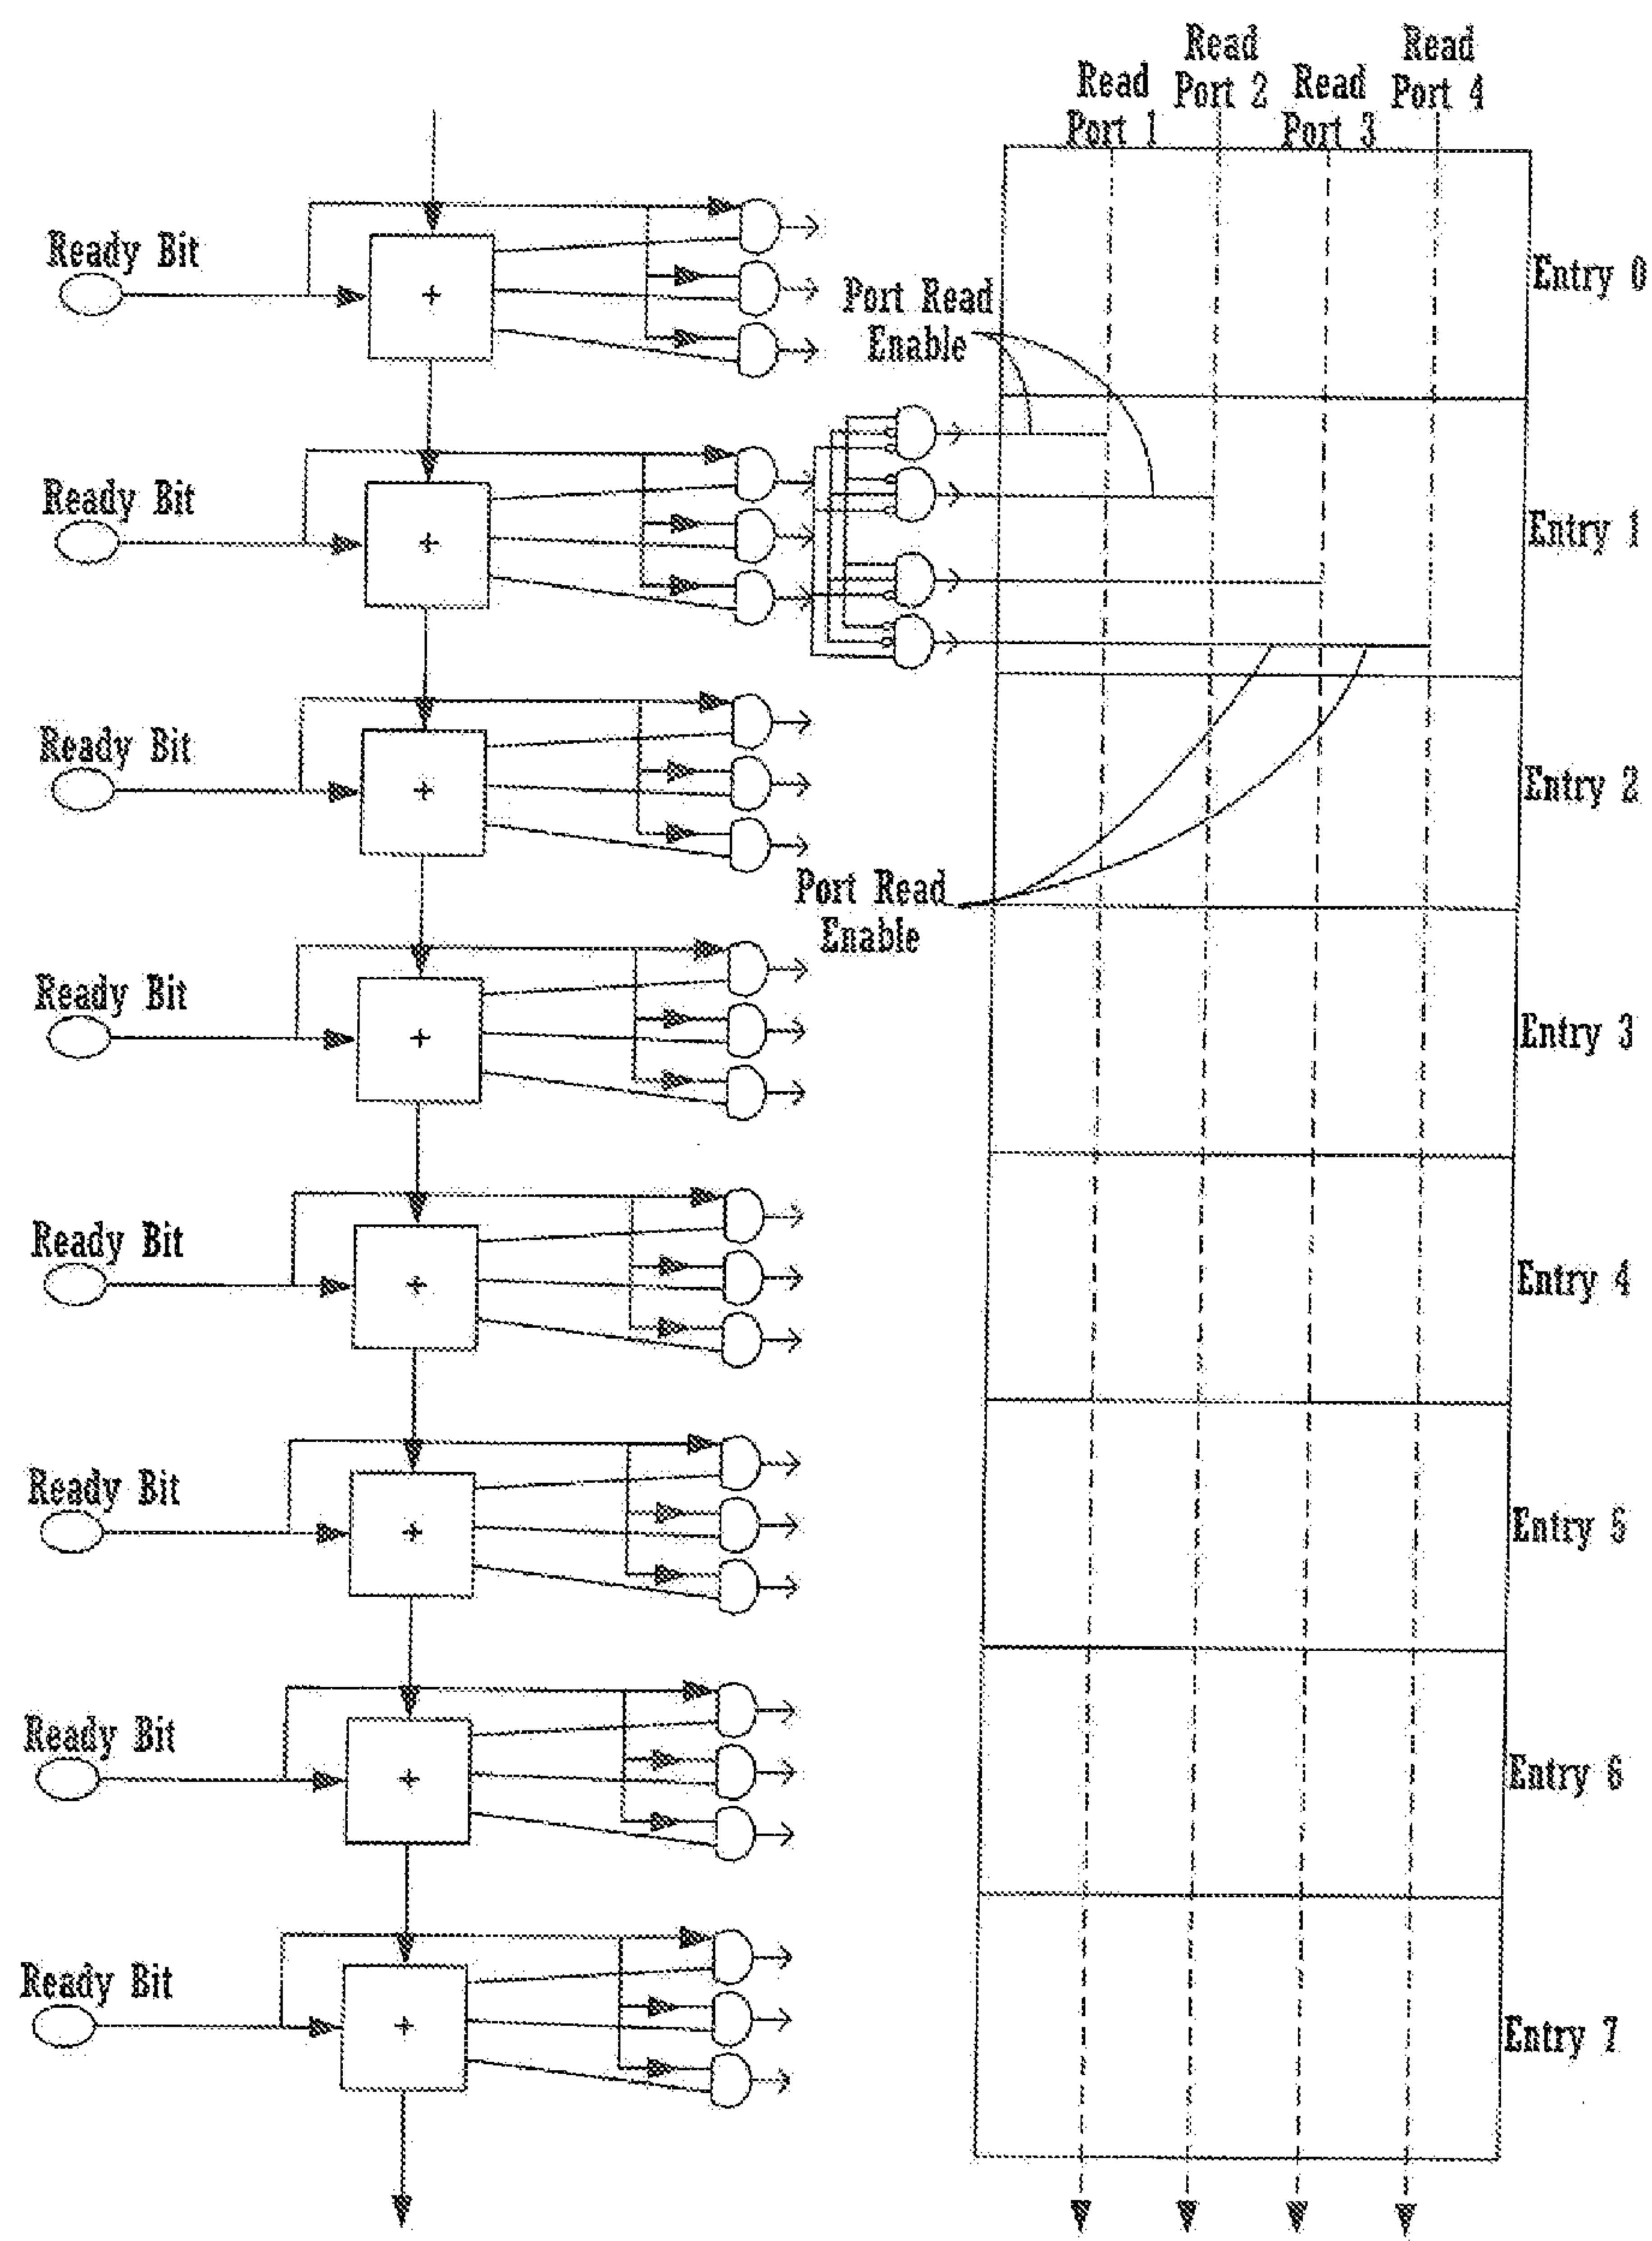 Read
Port 1
Read
Port 2
Read
Port 3
Read
Port 4
Ready Bit
+
Port Read
Enable
Entry 0
Ready Bit
+
Entry 1
Ready Bit
+
Entry 2
Port Read
Enable
Ready Bit
+
Entry 3
Ready Bit
+
Entry 4
Ready Bit
+
Entry 5
Ready Bit
+
Entry 6
Ready Bit
+
Entry 7